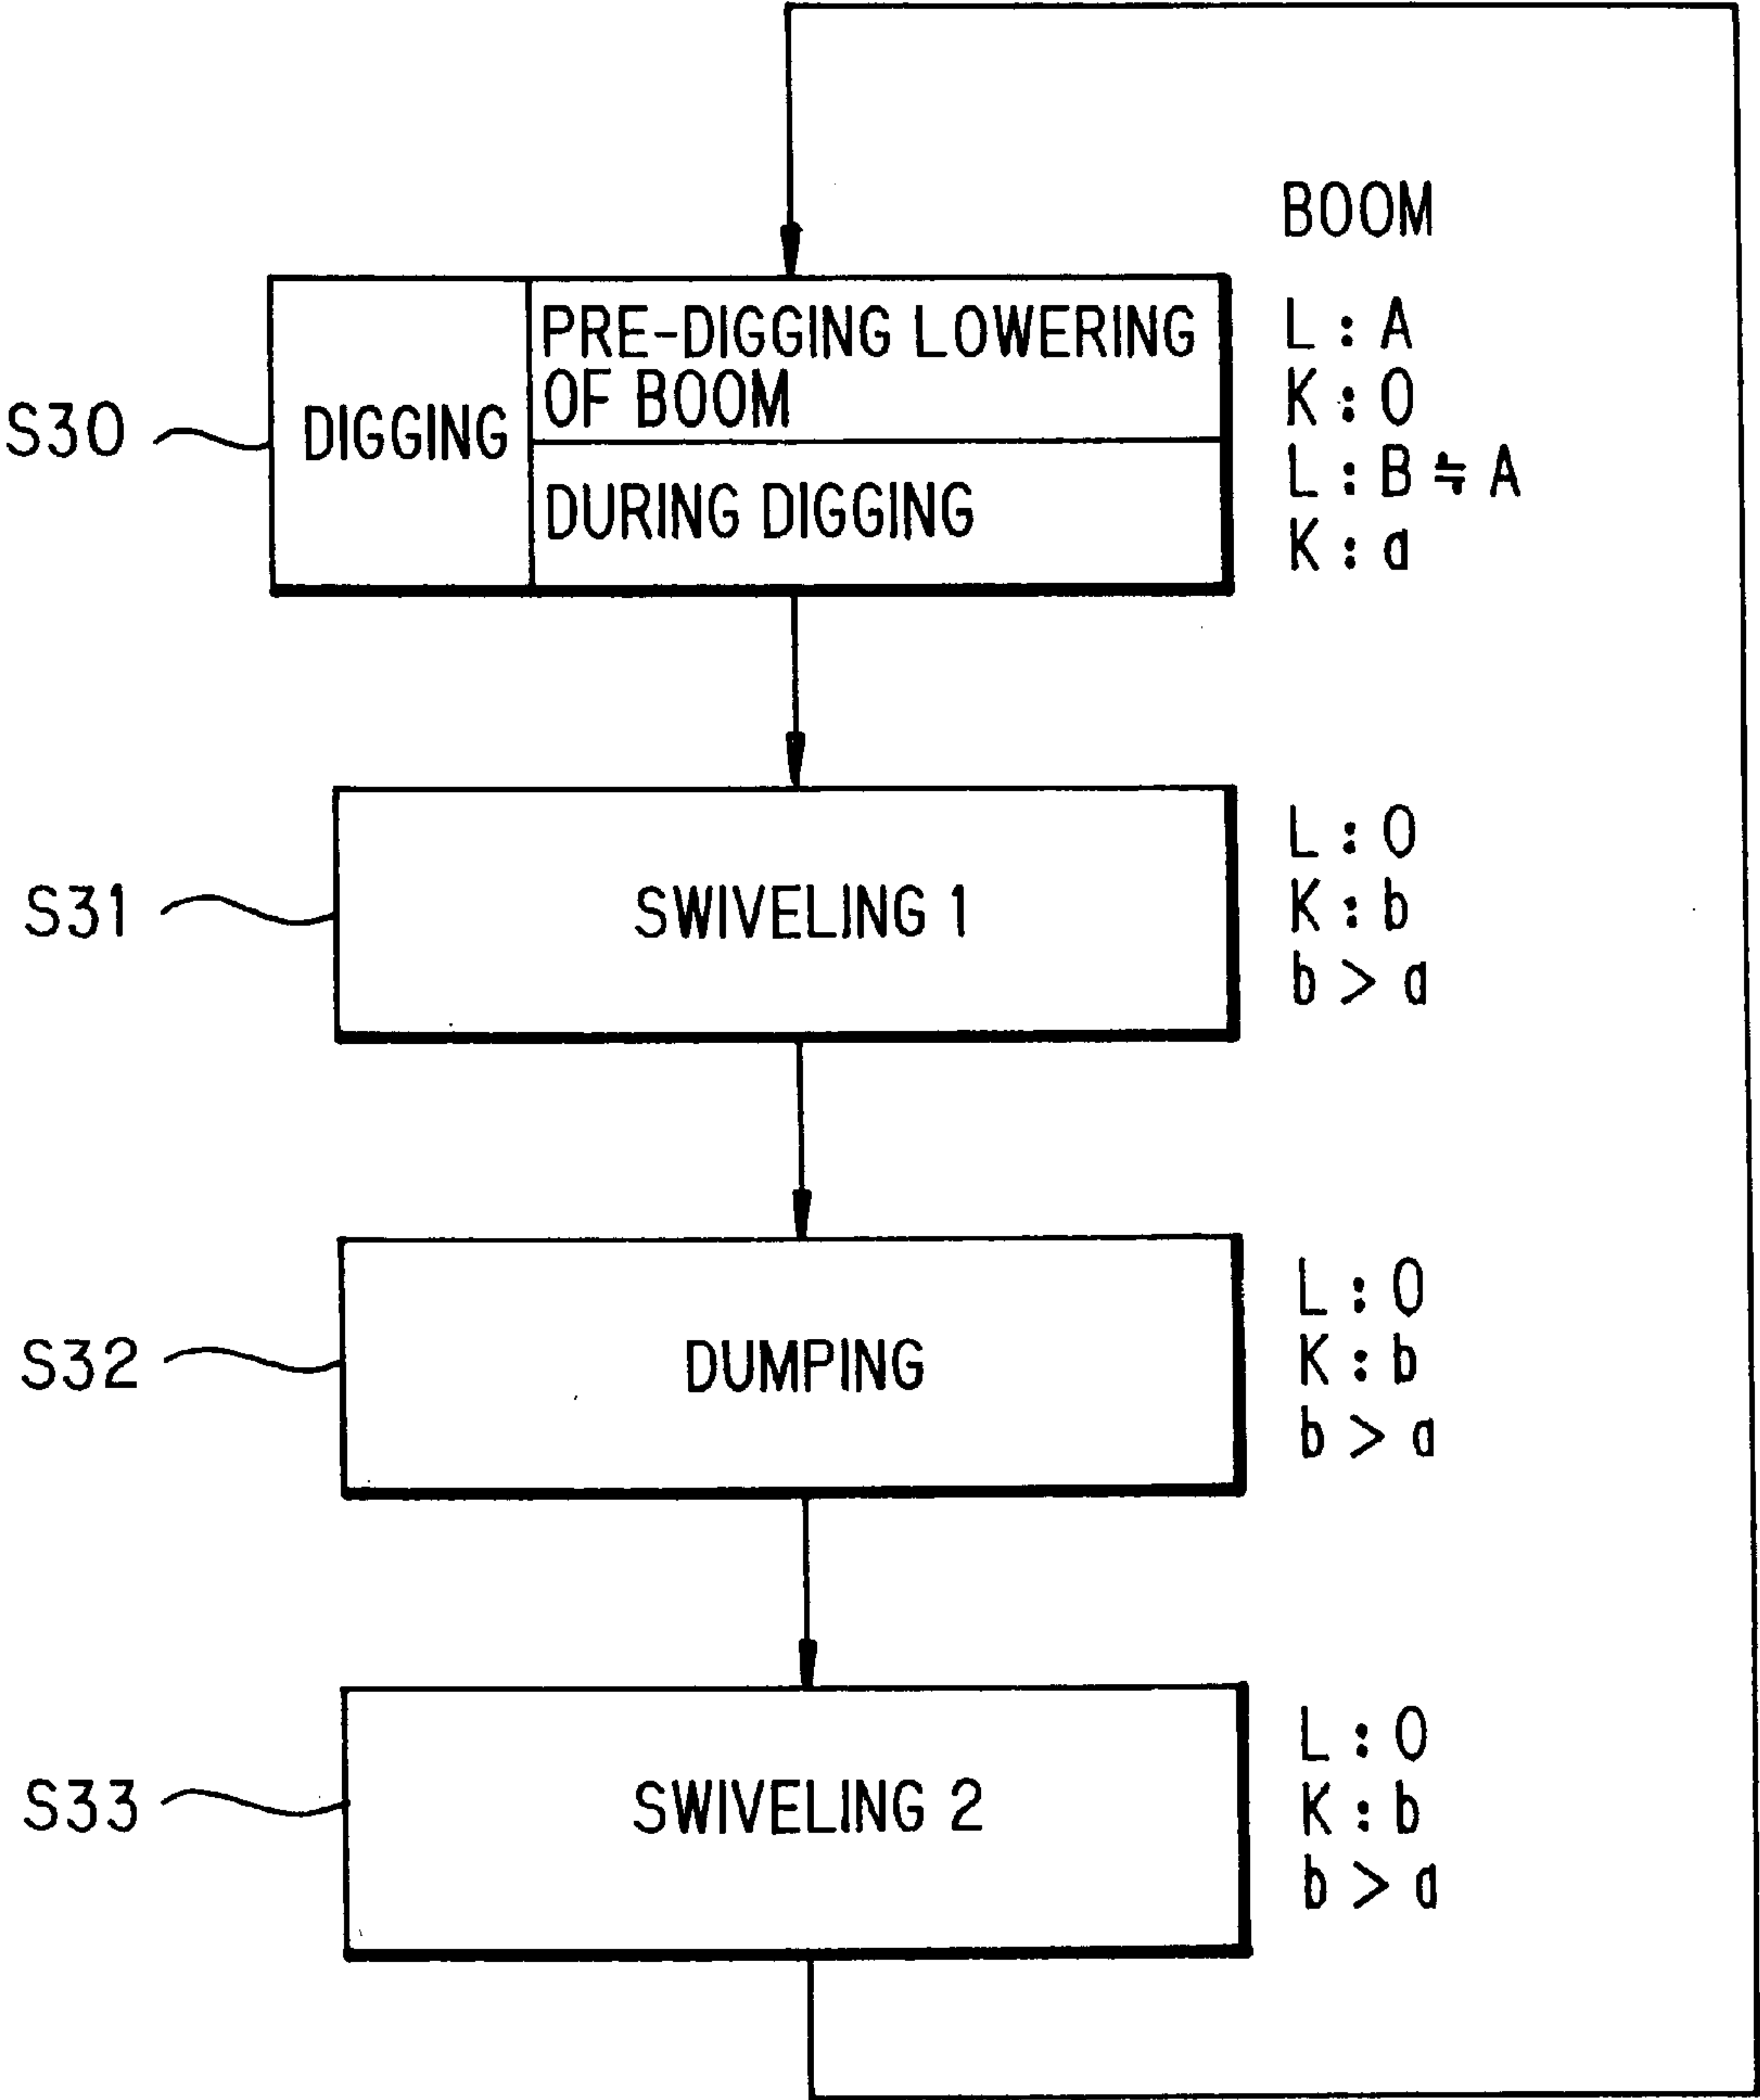 BOOM
S30
DIGGING
PRE-DIGGING LOWERING
OF BOOM
DURING DIGGING
L : A
K : 0
L : B ≒ A
K : a
S31
SWIVELING 1
L : 0
K : b
b > a
S32
DUMPING
L : 0
K : b
b > a
S33
SWIVELING 2
L : 0
K : b
b > a